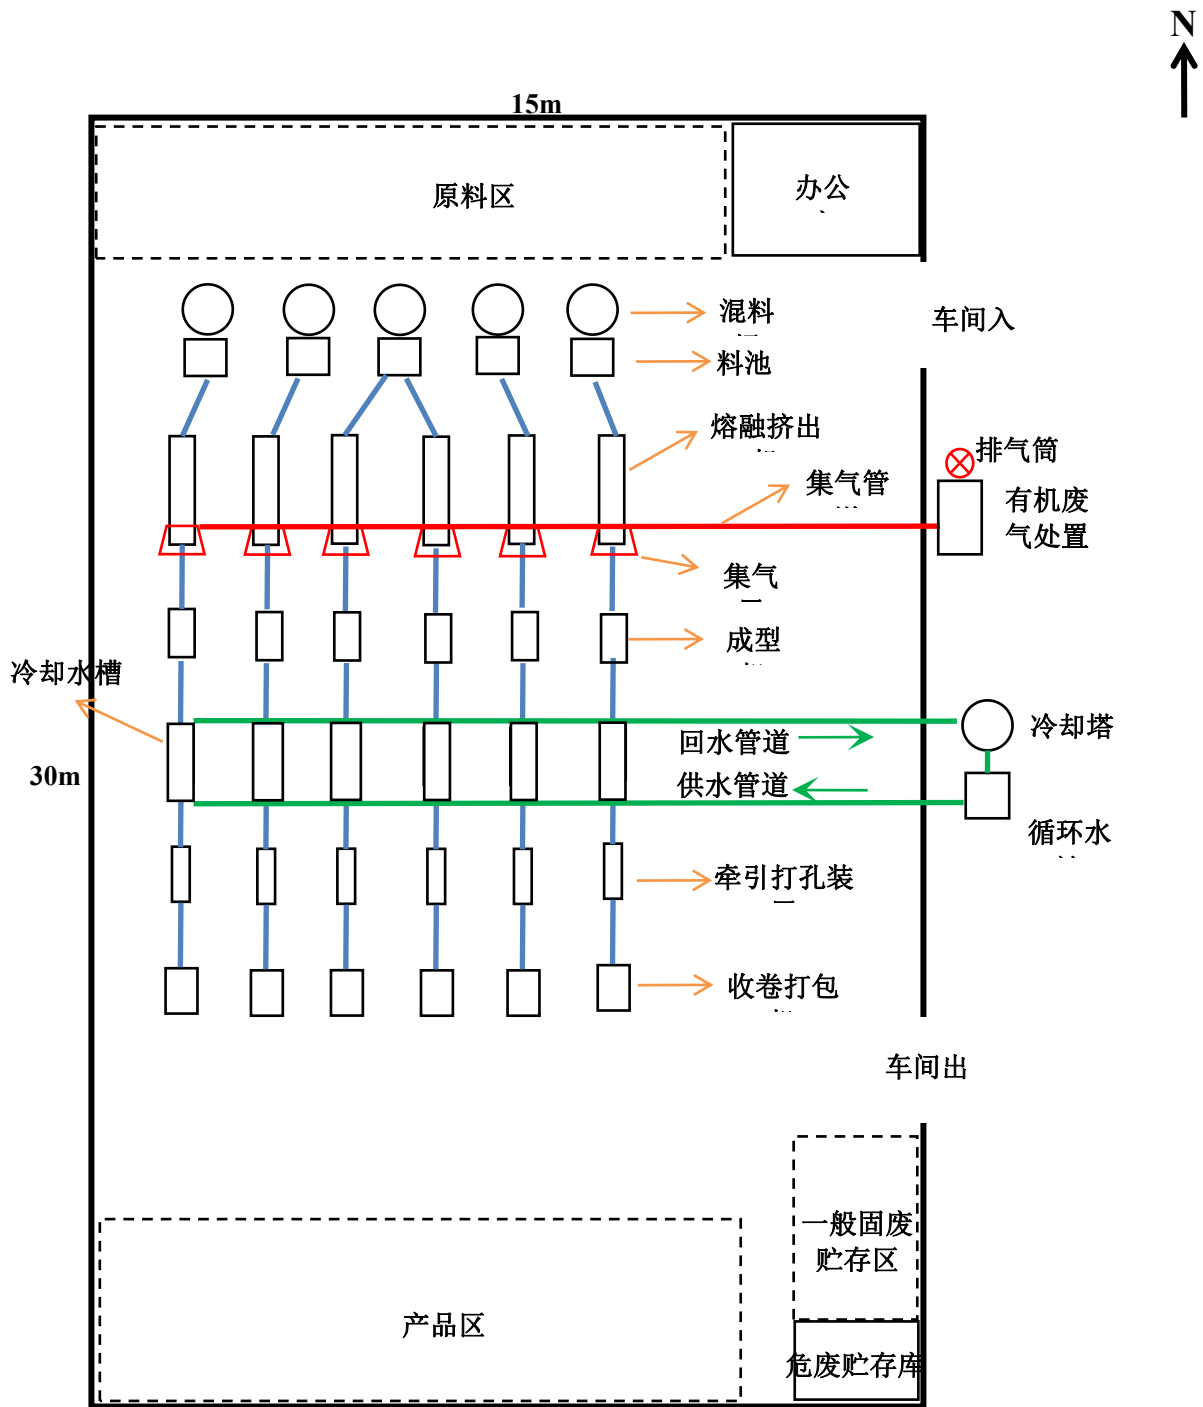 N
15m
原料区
办公
混料
车间入
料池
熔融挤出
排气筒
集气管
有机废
气处置
集气
成型
冷却水槽
回水管道
冷却塔
30m
供水管道
循环水
牵引打孔装
收卷打包
车间出
一般固废
贮存区
产品区
危废贮存库